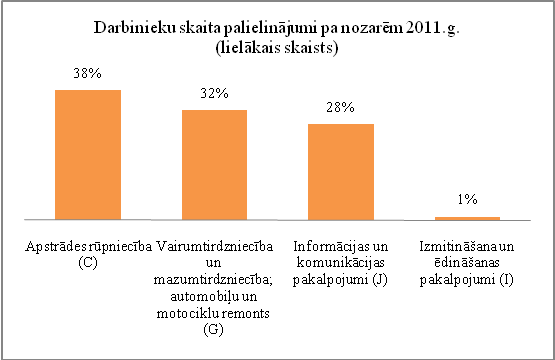 Darbinieku skaita palielinājumi pa nozarēm 2011.g.
(lielākais skaists)
38%
32%
28%
1%
Apstrādes rūpniecība
(C)
Vairumtirdzniecība
un
mazumtirdzniecība;
automobiļu un
motociklu remonts
(G)
Informācijas un
komunikācijas
pakalpojumi (J)
Izmitināšana un
ēdināšanas
pakalpojumi (I)